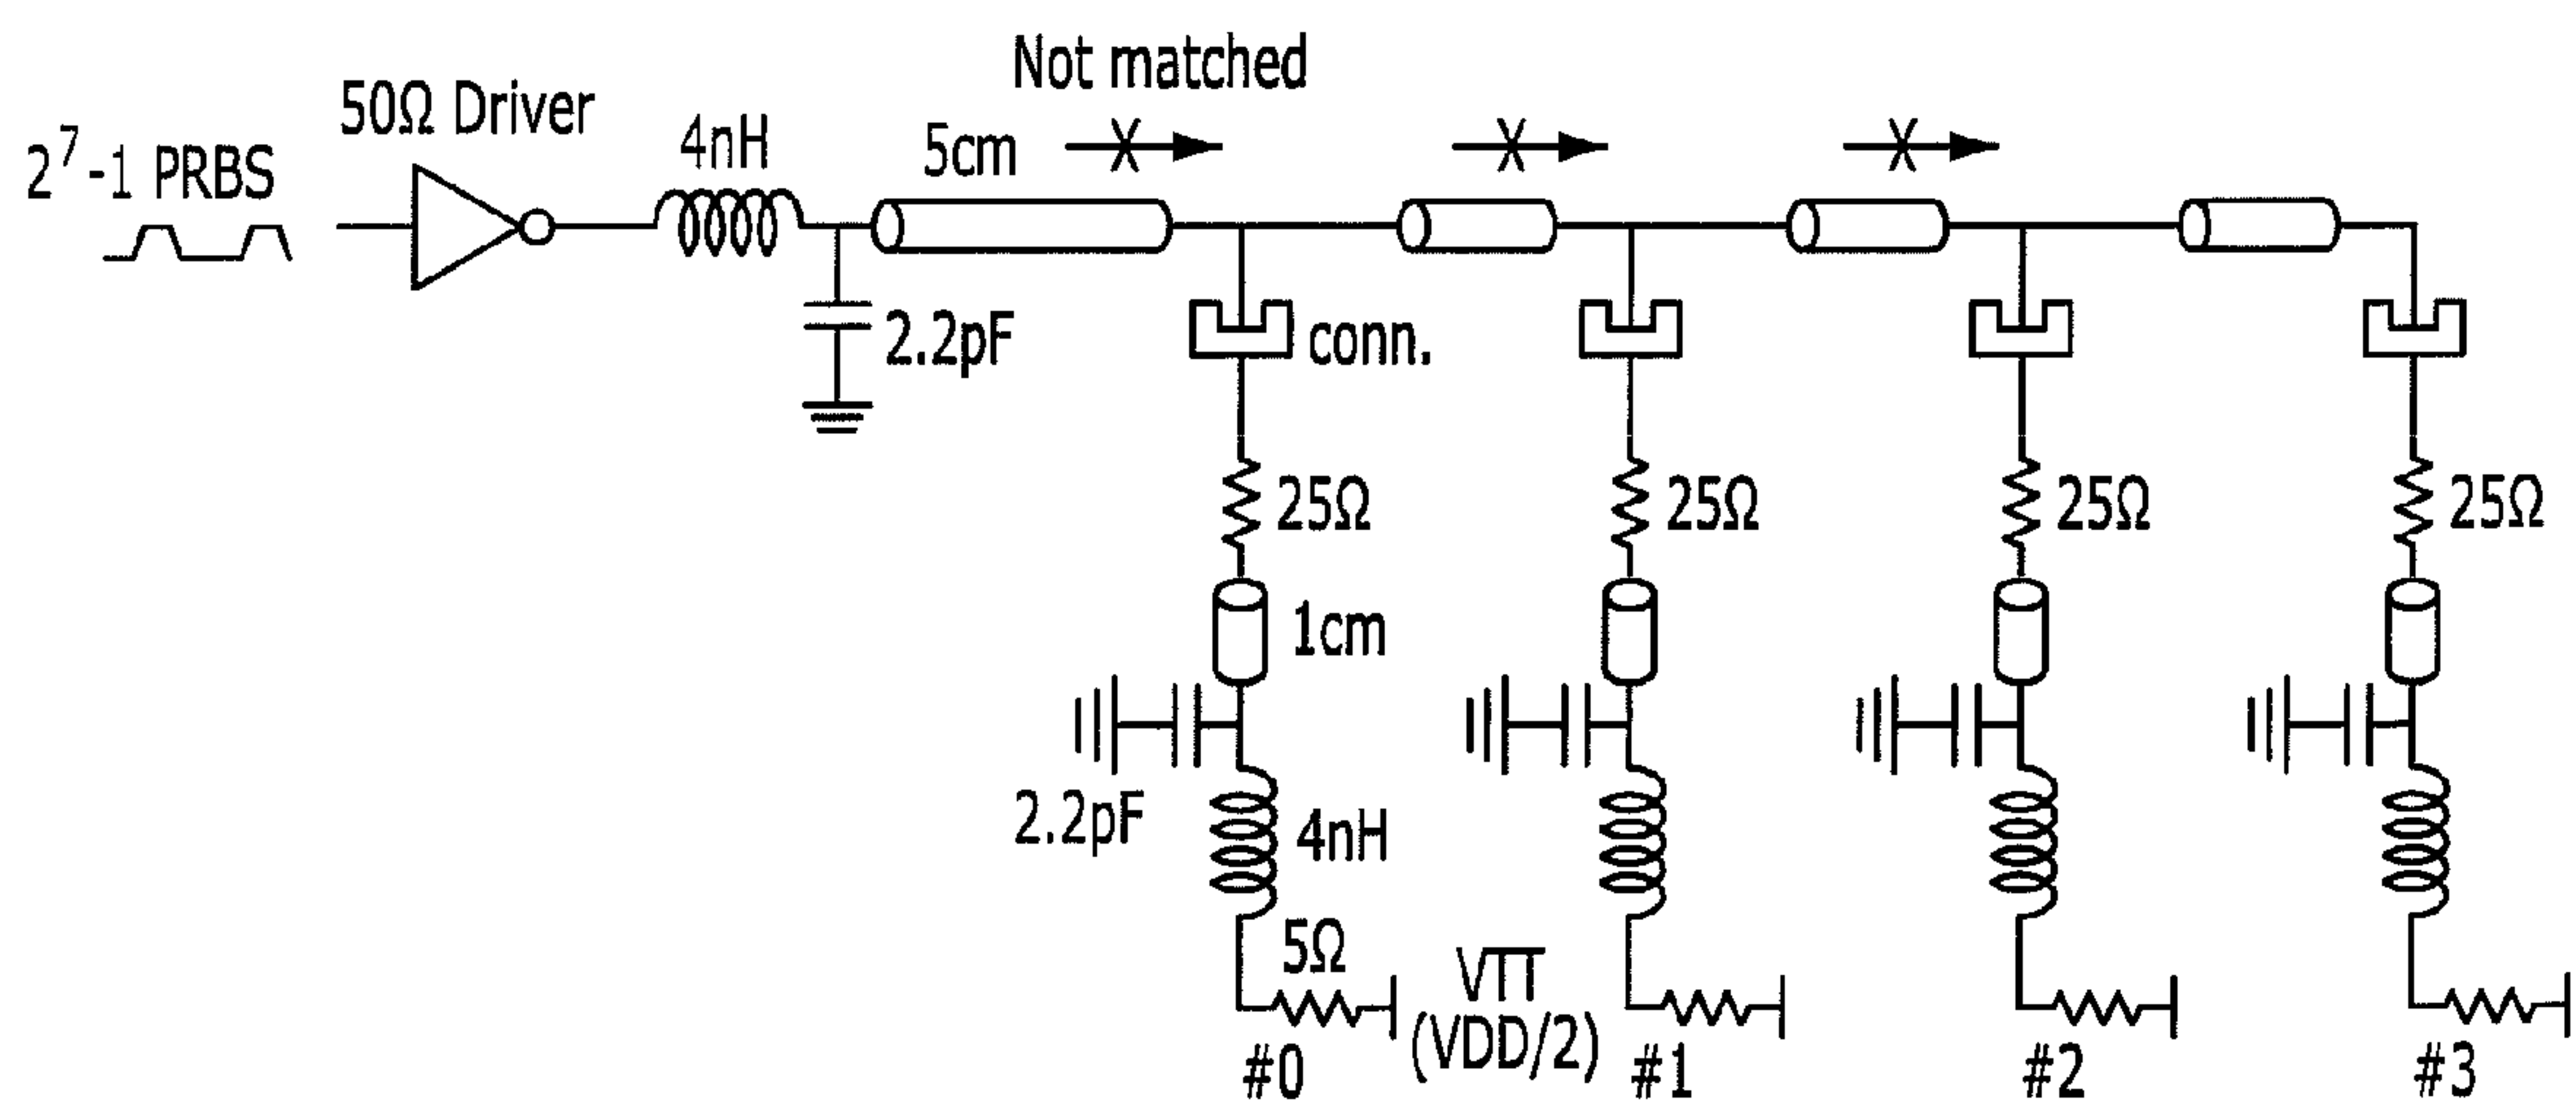 Not matched
50Ω Driver
2^7-1 PRBS
4nH
5cm
X
X
X
2.2pF
conn.
25Ω
25Ω
25Ω
25Ω
1cm
2.2pF
4nH
5Ω
VTT
(VDD/2)
#0
#1
#2
#3